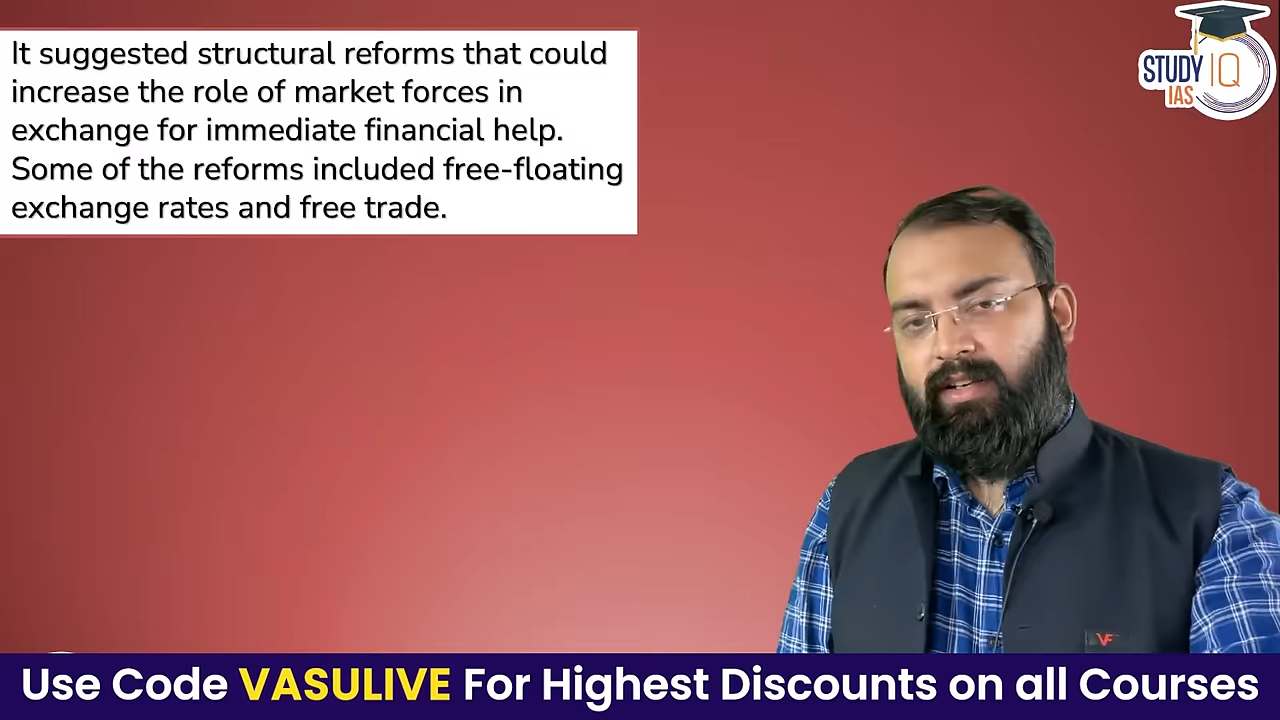 It suggested structural reforms that could
increase the role of market forces in
exchange for immediate financial help.
Some of the reforms included free-floating
exchange rates and free trade.
STUDY IQ
IAS
VF
Use Code VASULIVE For Highest Discounts on all Courses